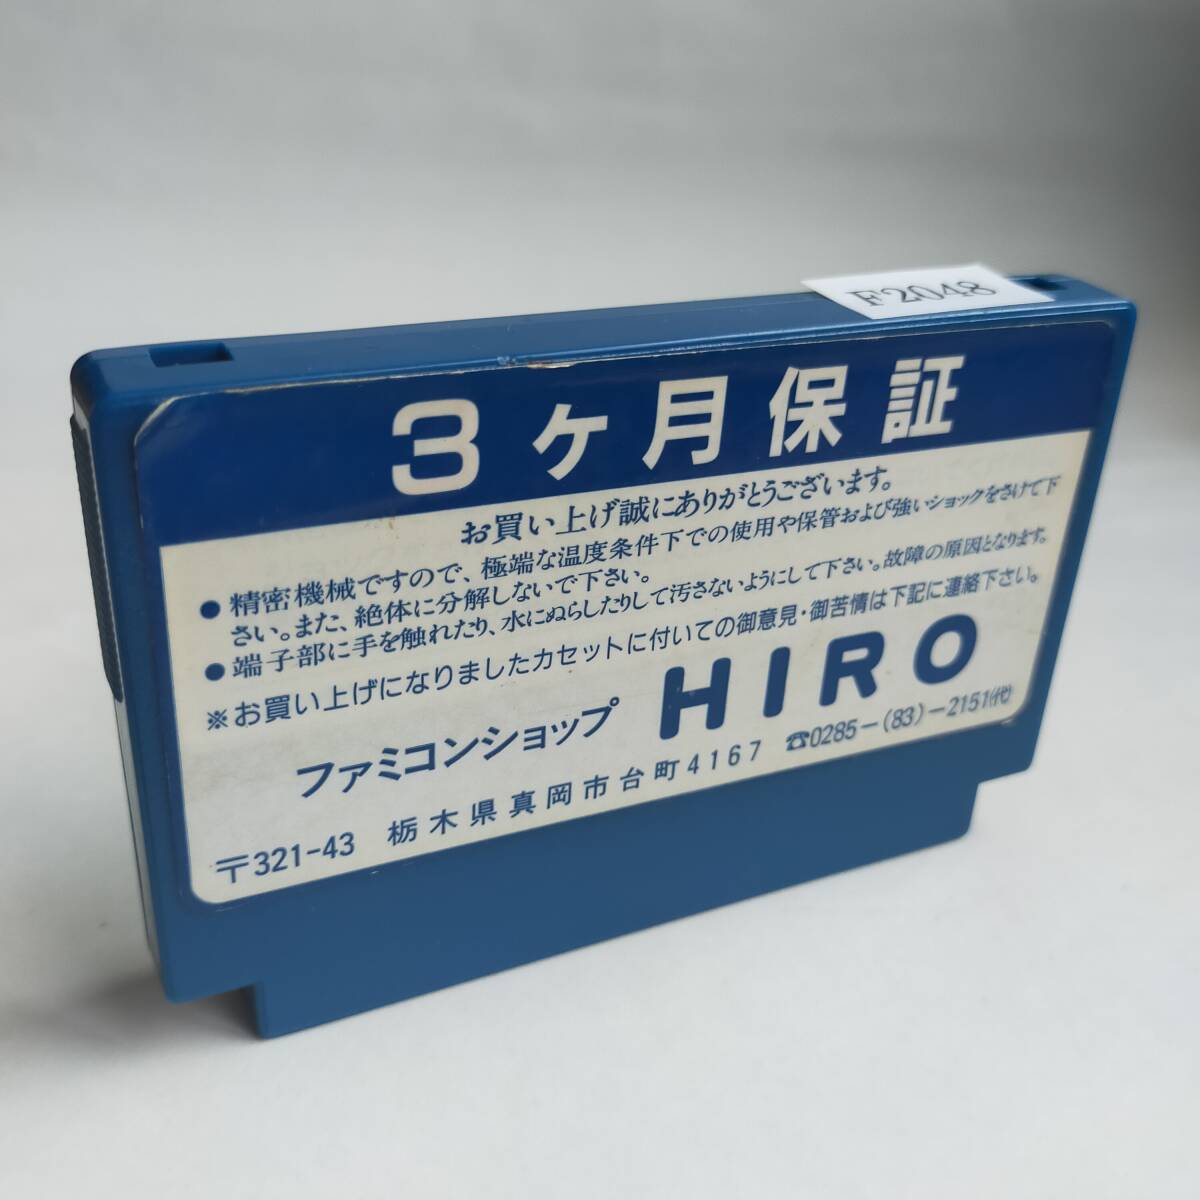 F2048
3ヶ月保証
お買い上げ誠にありがとうございます。
●精密機械ですので、極端な温度条件下での使用や保管および強いショックをさけて下
さい。また、絶体に分解しないで下さい。
●端子部に手を触れたり、水にぬらしたりして汚さないようにして下さい。故障の原因となります。
※お買い上げになりましたカセットに付いての御意見・御苦情は下記に連絡下さい。
ファミコンショップ HIRO
〒321-43 栃木県真岡市台町4167 ☎0285-(83)-2151㈹